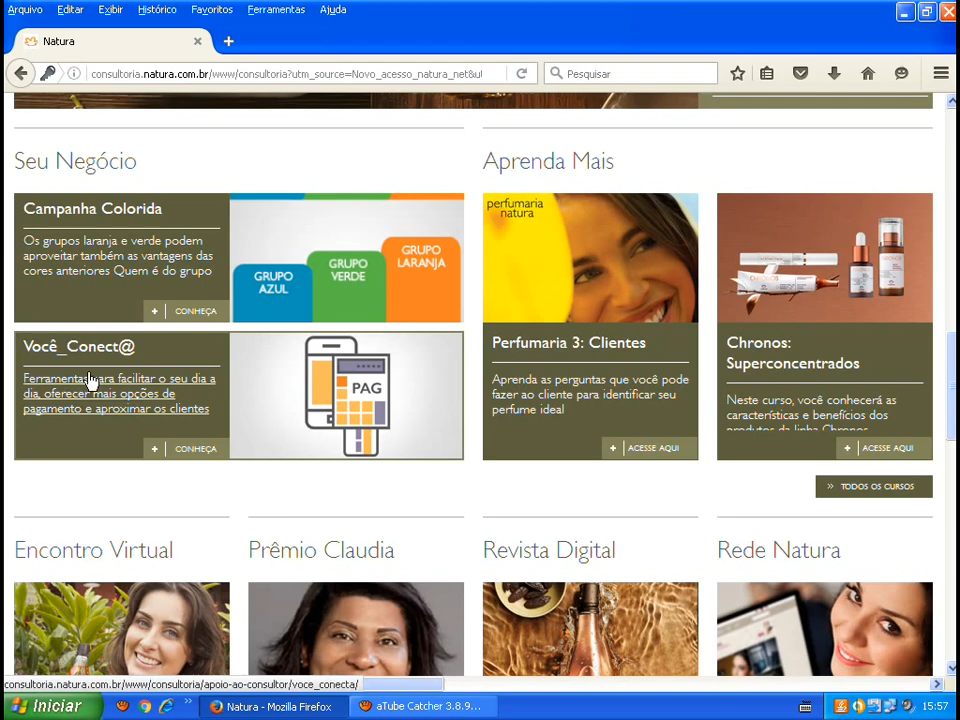 Arquivo Editar Exibir Histórico Favoritos Ferramentas Ajuda
Natura
consultoria.natura.com.br/www/consultoria?utm_source=Novo_acesso_natura_net&ut
Pesquisar
Seu Negócio
Campanha Colorida
Os grupos laranja e verde podem
aproveitar também as vantagens das
cores anteriores Quem é do grupo
+ CONHEÇA
GRUPO
AZUL
GRUPO
VERDE
GRUPO
LARANJA
Você_Conect@
Ferramentas para facilitar o seu dia a
dia, oferecer mais opções de
pagamento e aproximar os clientes
+ CONHEÇA
PAG
Aprenda Mais
perfumaria
natura
Perfumaria 3: Clientes
Aprenda as perguntas que você pode
fazer ao cliente para identificar seu
perfume ideal
+ ACESSE AQUI
CHRONOS
Chronos:
Superconcentrados
Neste curso, você conhecerá as
características e benefícios dos
produtos da linha Chronos
+ ACESSE AQUI
» TODOS OS CURSOS
Encontro Virtual
Prêmio Claudia
Revista Digital
Rede Natura
consultoria.natura.com.br/www/consultoria/apoio-ao-consultor/voce_conecta/
Iniciar
Natura - Mozilla Firefox
aTube Catcher 3.8.9...
15:57